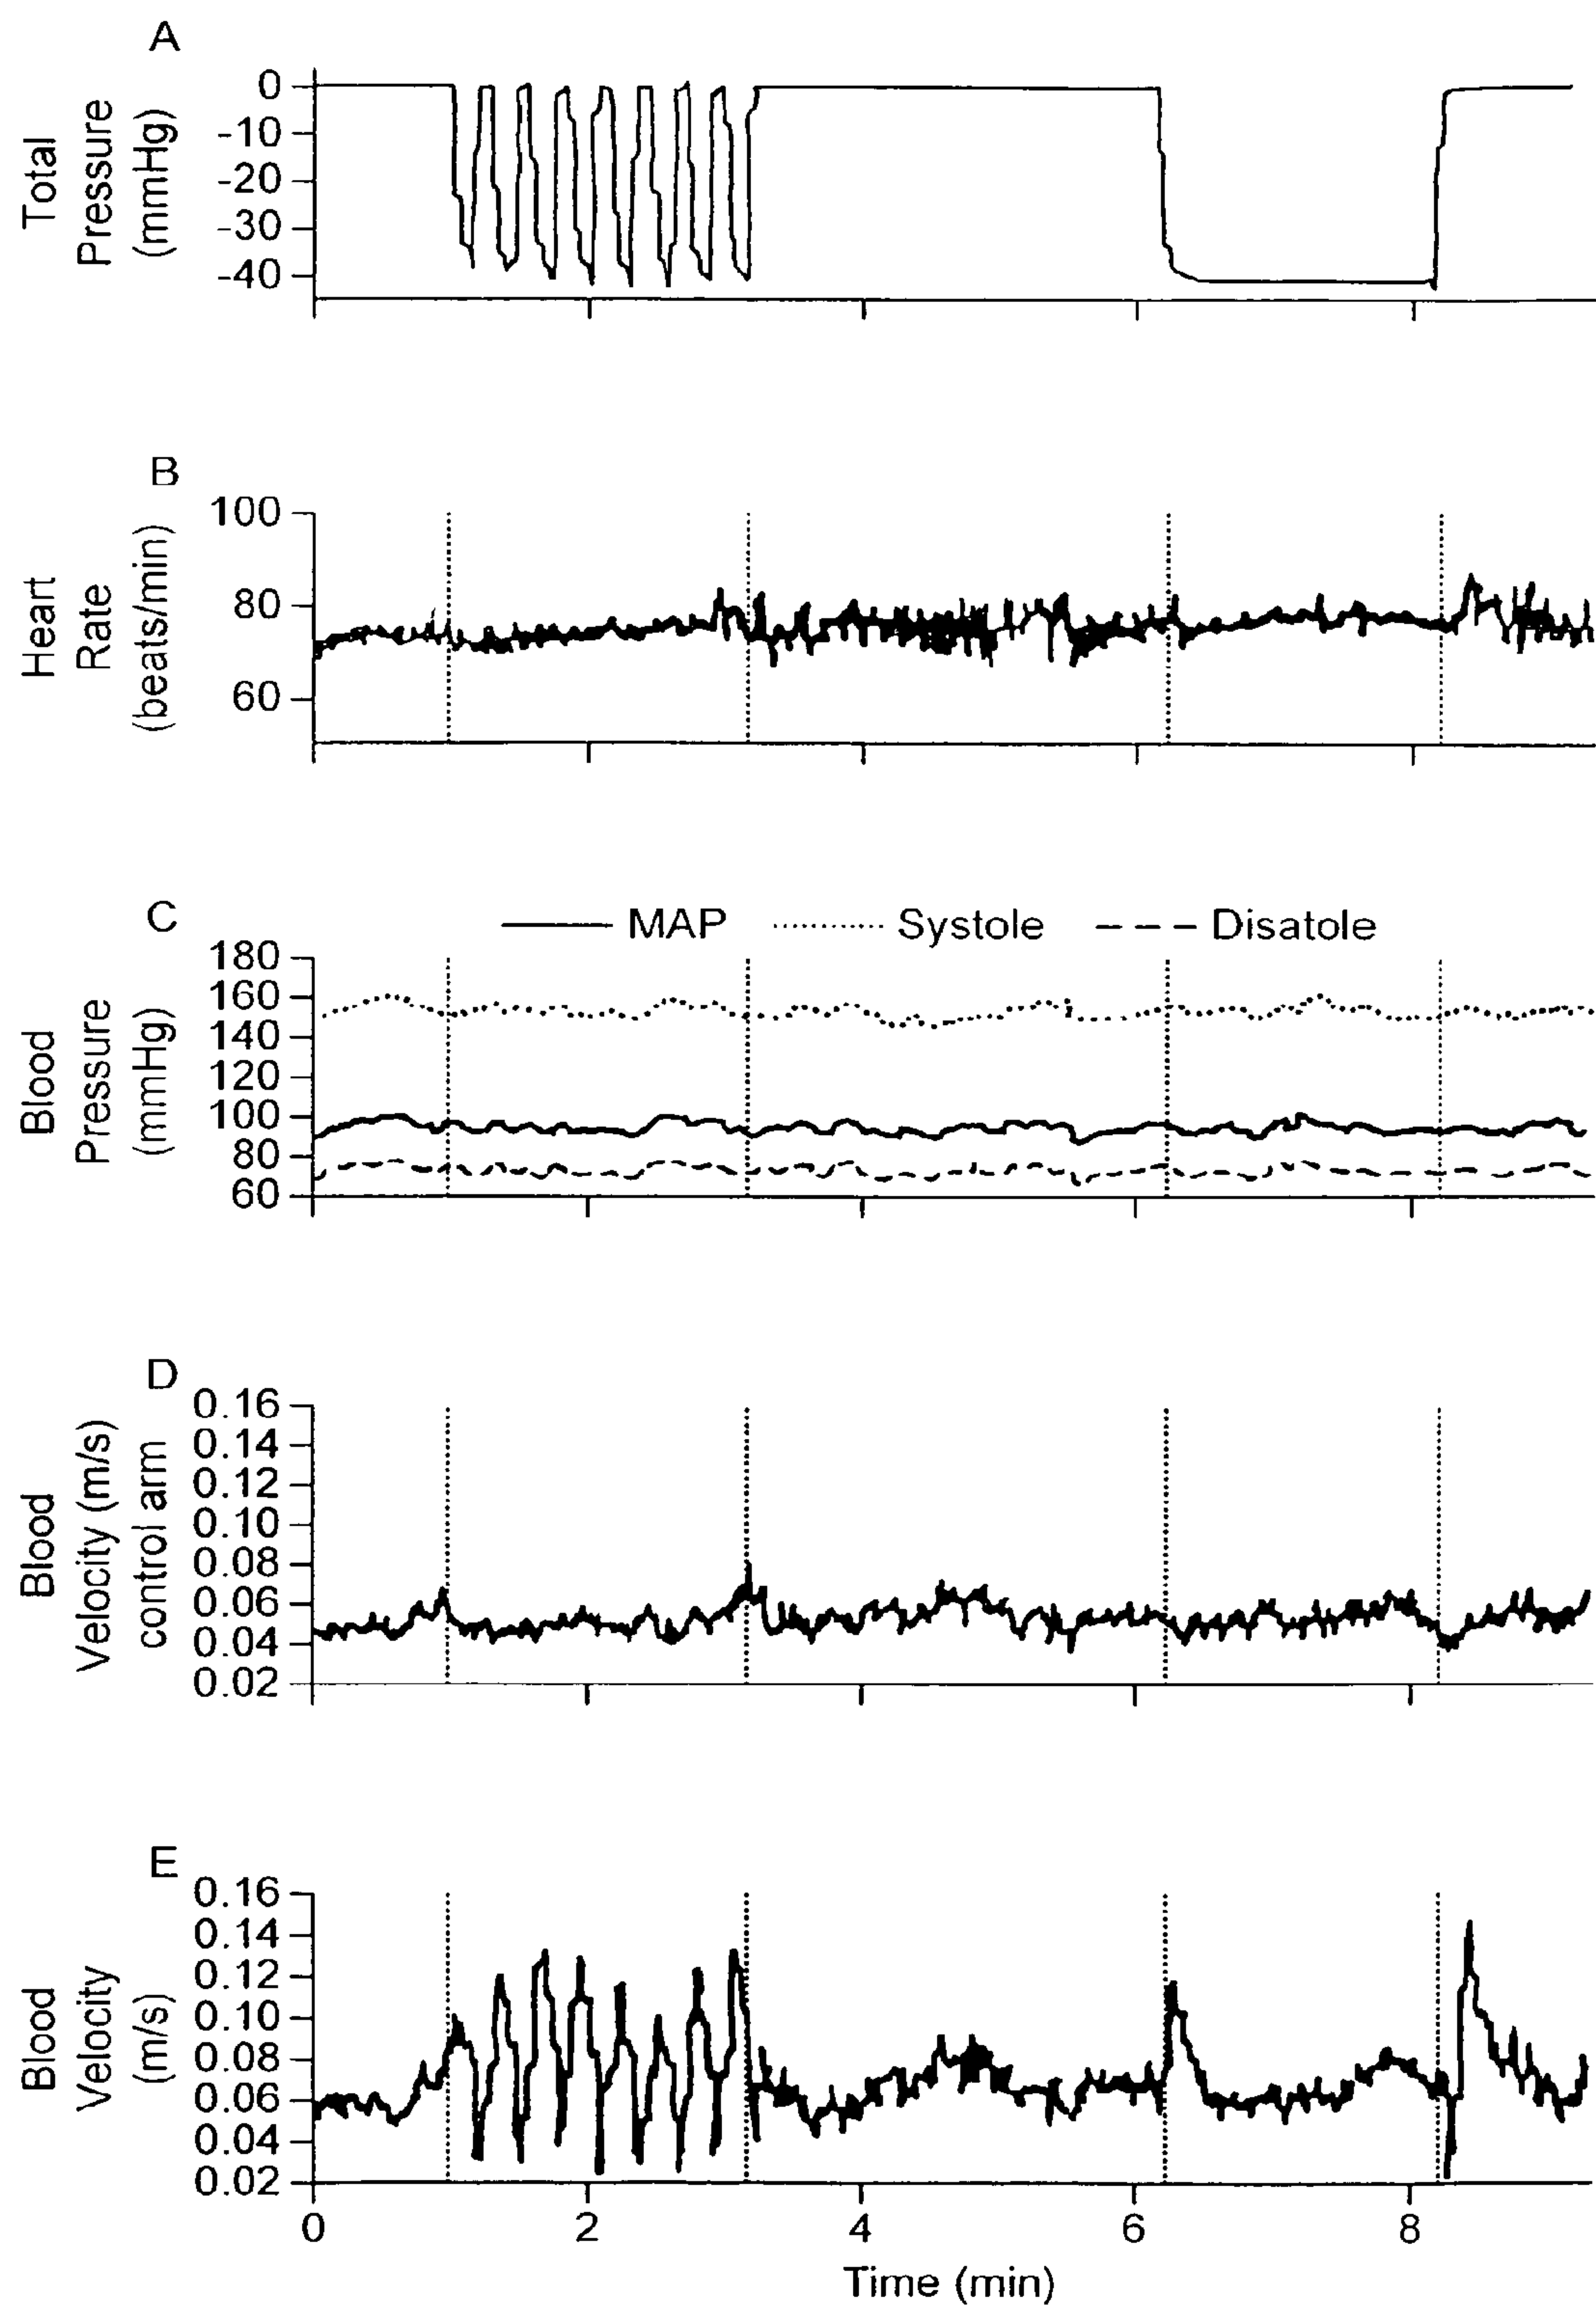 A
Total
Pressure
(mmHg)
0
-10
-20
-30
-40
B
Heart
Rate
(beats/min)
100
80
60
C
MAP Systole Disatole
Blood
Pressure
(mmHg)
180
160
140
120
100
80
60
D
Blood
Velocity (m/s)
control arm
0.16
0.14
0.12
0.10
0.08
0.06
0.04
0.02
E
Blood
Velocity
(m/s)
0.16
0.14
0.12
0.10
0.08
0.06
0.04
0.02
0 2 4 6 8
Time (min)